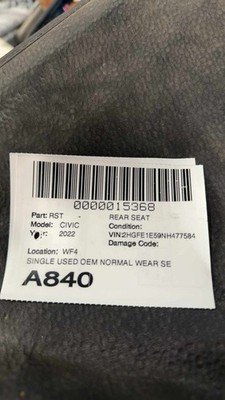 0000015368
Part: RST - REAR SEAT
Model: CIVIC Condition:
Year: 2022 VIN:2HGFE1E59NH477584
Damage Code:
Location: WF4
SINGLE USED OEM NORMAL WEAR SE
A840